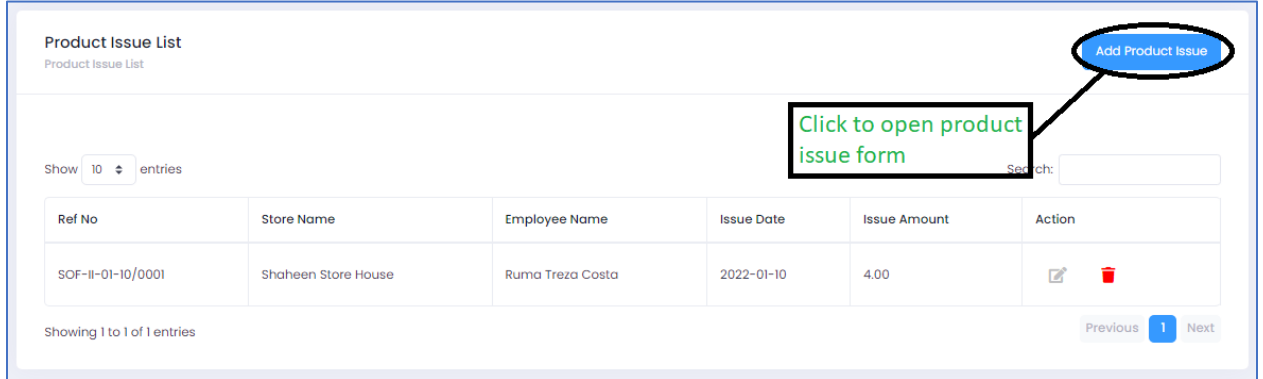 Product Issue List
Product Issue List
Add Product Issue
Click to open product
issue form
Show 10 entries
Search:
Ref No Store Name Employee Name Issue Date Issue Amount Action
SOF-II-01-10/0001 Shaheen Store House Ruma Treza Costa 2022-01-10 4.00
Showing 1 to 1 of 1 entries
Previous 1 Next